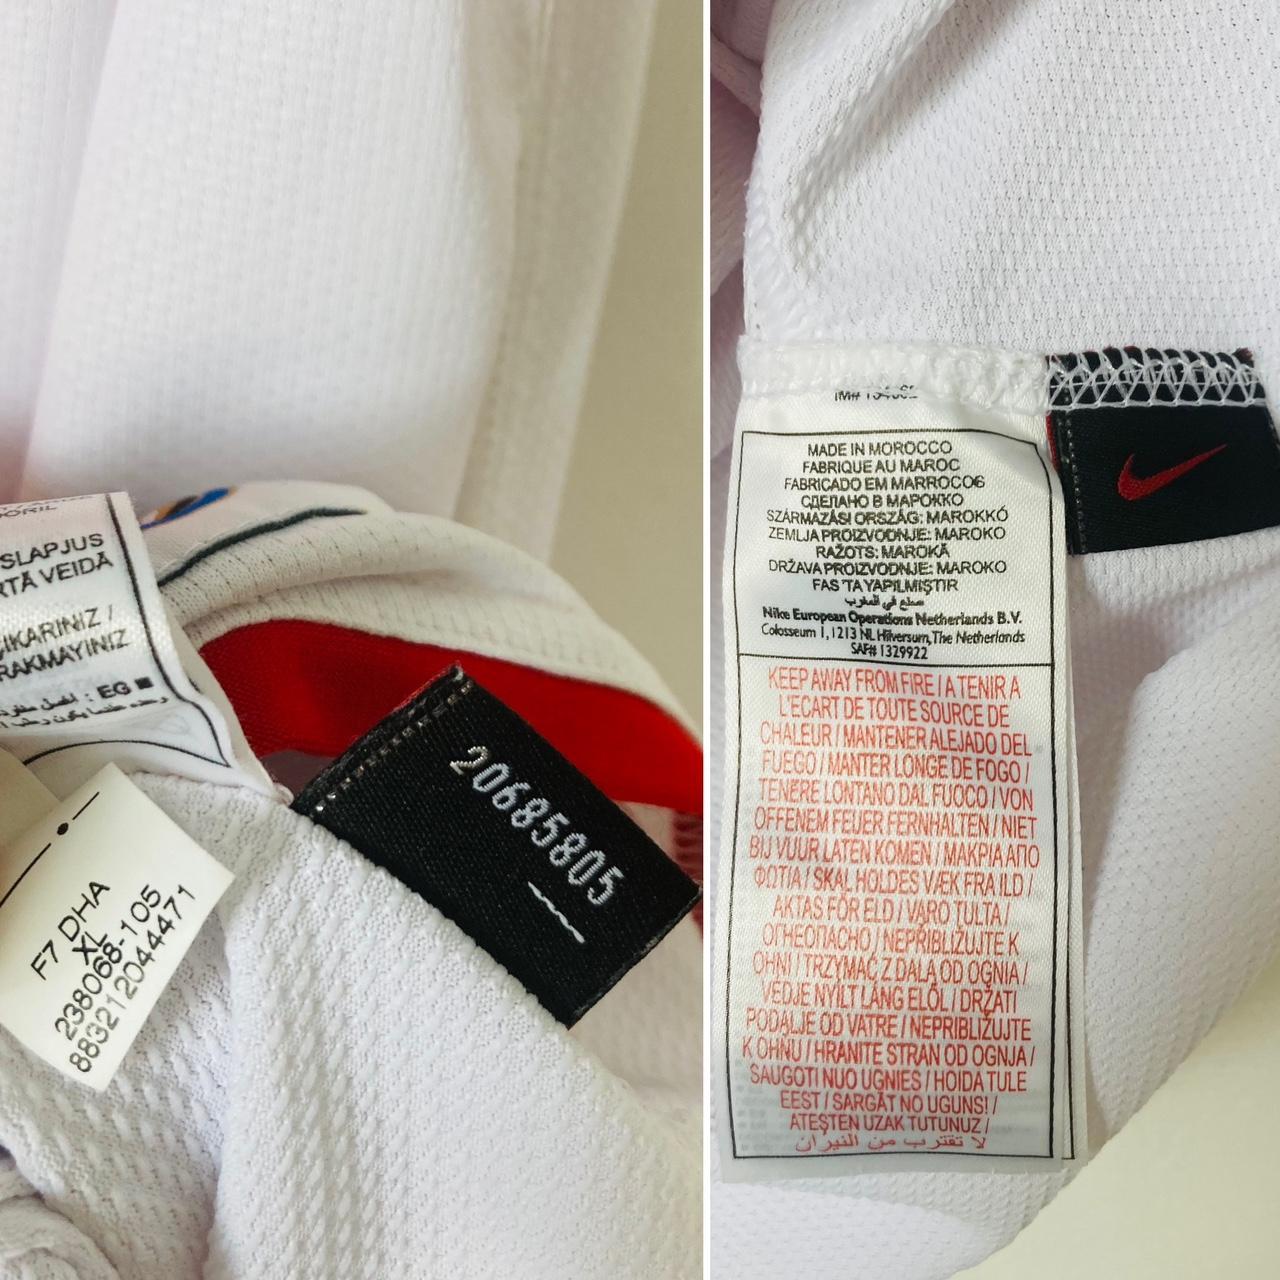 ŐRIL
SLAPJUS
RTĀ VEIDĀ
ÇIKARINIZ /
RAKMAYINIZ
: EG
F7 DHA
XL
238068-105
883212044471
20685805
MADE IN MOROCCO
FABRIQUE AU MAROC
FABRICADO EM MARROCOS
СДЕЛАНО В МАРОККО
SZÁRMAZÁSI ORSZÁG: MAROKKÓ
ZEMLJA PROIZVODNJE: MAROKO
RAŽOTS: MAROKĀ
DRŽAVA PROIZVODNJE: MAROKO
FAS'TA YAPILMIŞTIR
صنع في المغرب
Nike European Operations Netherlands B.V.
Colosseum 1, 1213 NL Hilversum, The Netherlands
SAF# 1329922
KEEP AWAY FROM FIRE / A TENIR A
L'ECART DE TOUTE SOURCE DE
CHALEUR / MANTENER ALEJADO DEL
FUEGO / MANTER LONGE DE FOGO /
TENERE LONTANO DAL FUOCO / VON
OFFENEM FEUER FERNHALTEN / NIET
BIJ VUUR LATEN KOMEN / ΜΑΚΡΙΑ ΑΠΟ
ΦΩΤΙΑ / SKAL HOLDES VÆK FRA ILD /
AKTAS FÖR ELD / VARO TULTA /
ОГНЕОПАСНО / NEPŘIBLIŽUJTE K
OHNI / TRZYMAĆ Z DALA OD OGNIA /
VÉDJE NYÍLT LÁNG ELŐL / DRŽATI
PODALJE OD VATRE / NEPRIBLIŽUJTE
K OHNU / HRANITE STRAN OD OGNJA /
SAUGOTI NUO UGNIES / HOIDA TULE
EEST / SARGĀT NO UGUNS! /
ATEŞTEN UZAK TUTUNUZ /
لا تقترب من النيران